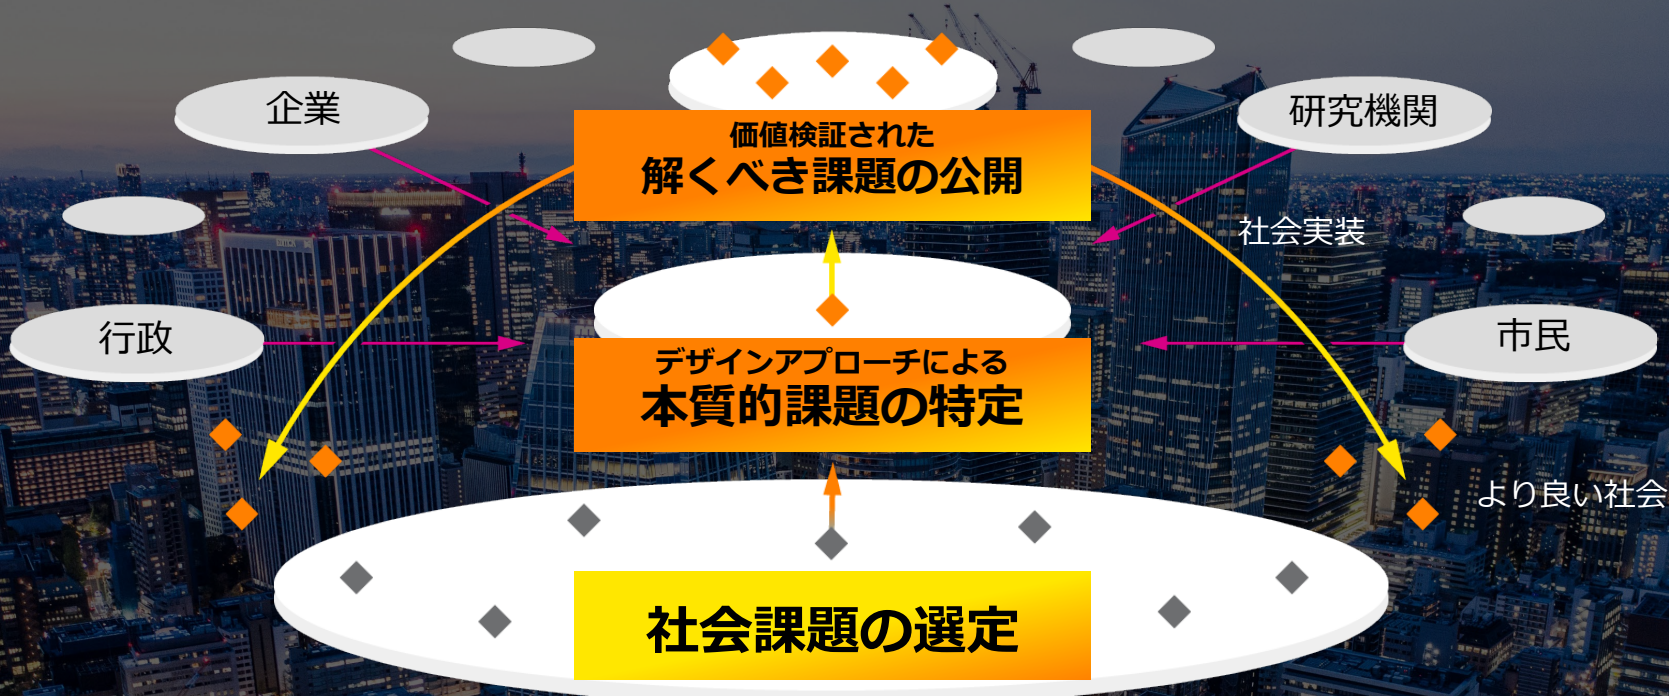 企業
研究機関
価値検証された
解くべき課題の公開
社会実装
行政
市民
デザインアプローチによる
本質的課題の特定
より良い社会
社会課題の選定